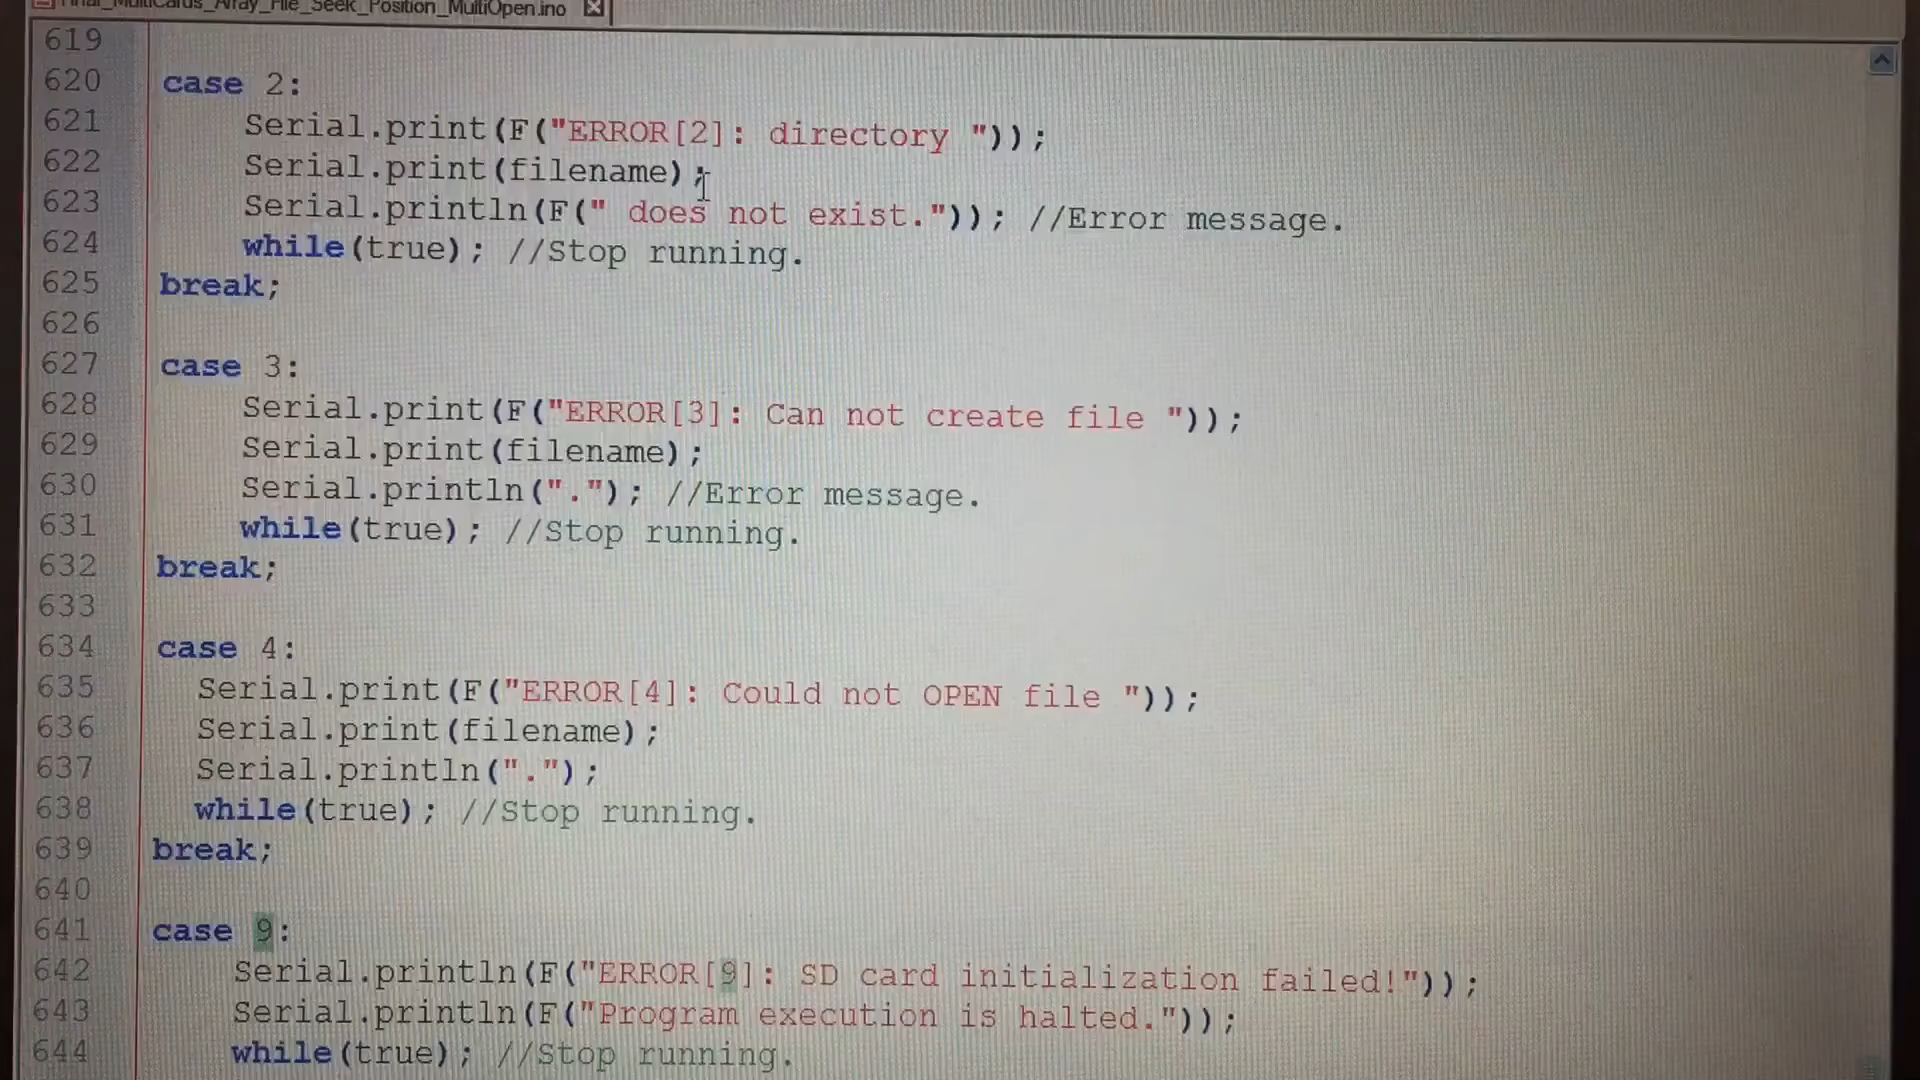 Final_MultiCards_Array_File_Seek_Position_MultiOpen.ino
619
620 case 2:
621 Serial.print(F("ERROR[2]: directory "));
622 Serial.print(filename);
623 Serial.println(F(" does not exist.")); //Error message.
624 while(true); //Stop running.
625 break;
626
627 case 3:
628 Serial.print(F("ERROR[3]: Can not create file "));
629 Serial.print(filename);
630 Serial.println("."); //Error message.
631 while(true); //Stop running.
632 break;
633
634 case 4:
635 Serial.print(F("ERROR[4]: Could not OPEN file "));
636 Serial.print(filename);
637 Serial.println(".");
638 while(true); //Stop running.
639 break;
640
641 case 9:
642 Serial.println(F("ERROR[9]: SD card initialization failed!"));
643 Serial.println(F("Program execution is halted."));
644 while(true); //Stop running.